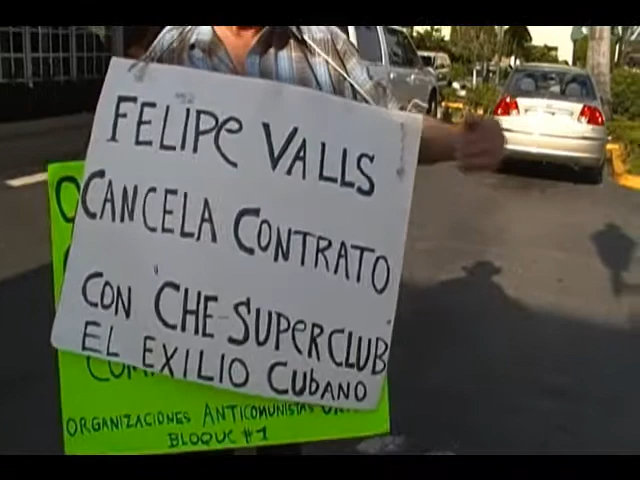 FELIPE VALLS
CANCELA CONTRATO
CON "CHE-SUPERCLUB
EL EXILIO CUBANO
ORGANIZACIONES ANTICOMUNISTAS
BLOQUE #1